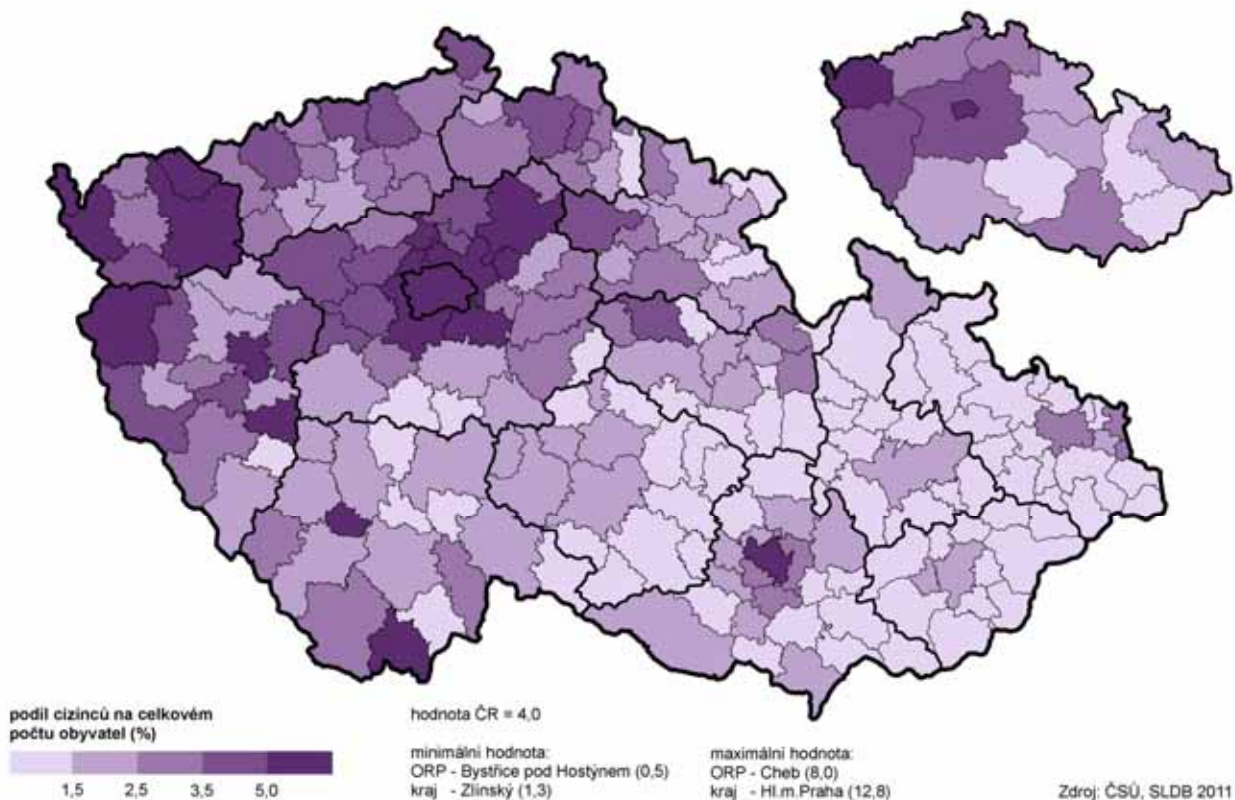 podíl cizinců na celkovém
počtu obyvatel (%)
1,5 2,5 3,5 5,0
hodnota ČR = 4,0
minimální hodnota:
ORP - Bystřice pod Hostýnem (0,5)
kraj - Zlínský (1,3)
maximální hodnota:
ORP - Cheb (8,0)
kraj - Hl.m.Praha (12,8)
Zdroj: ČSÚ, SLDB 2011